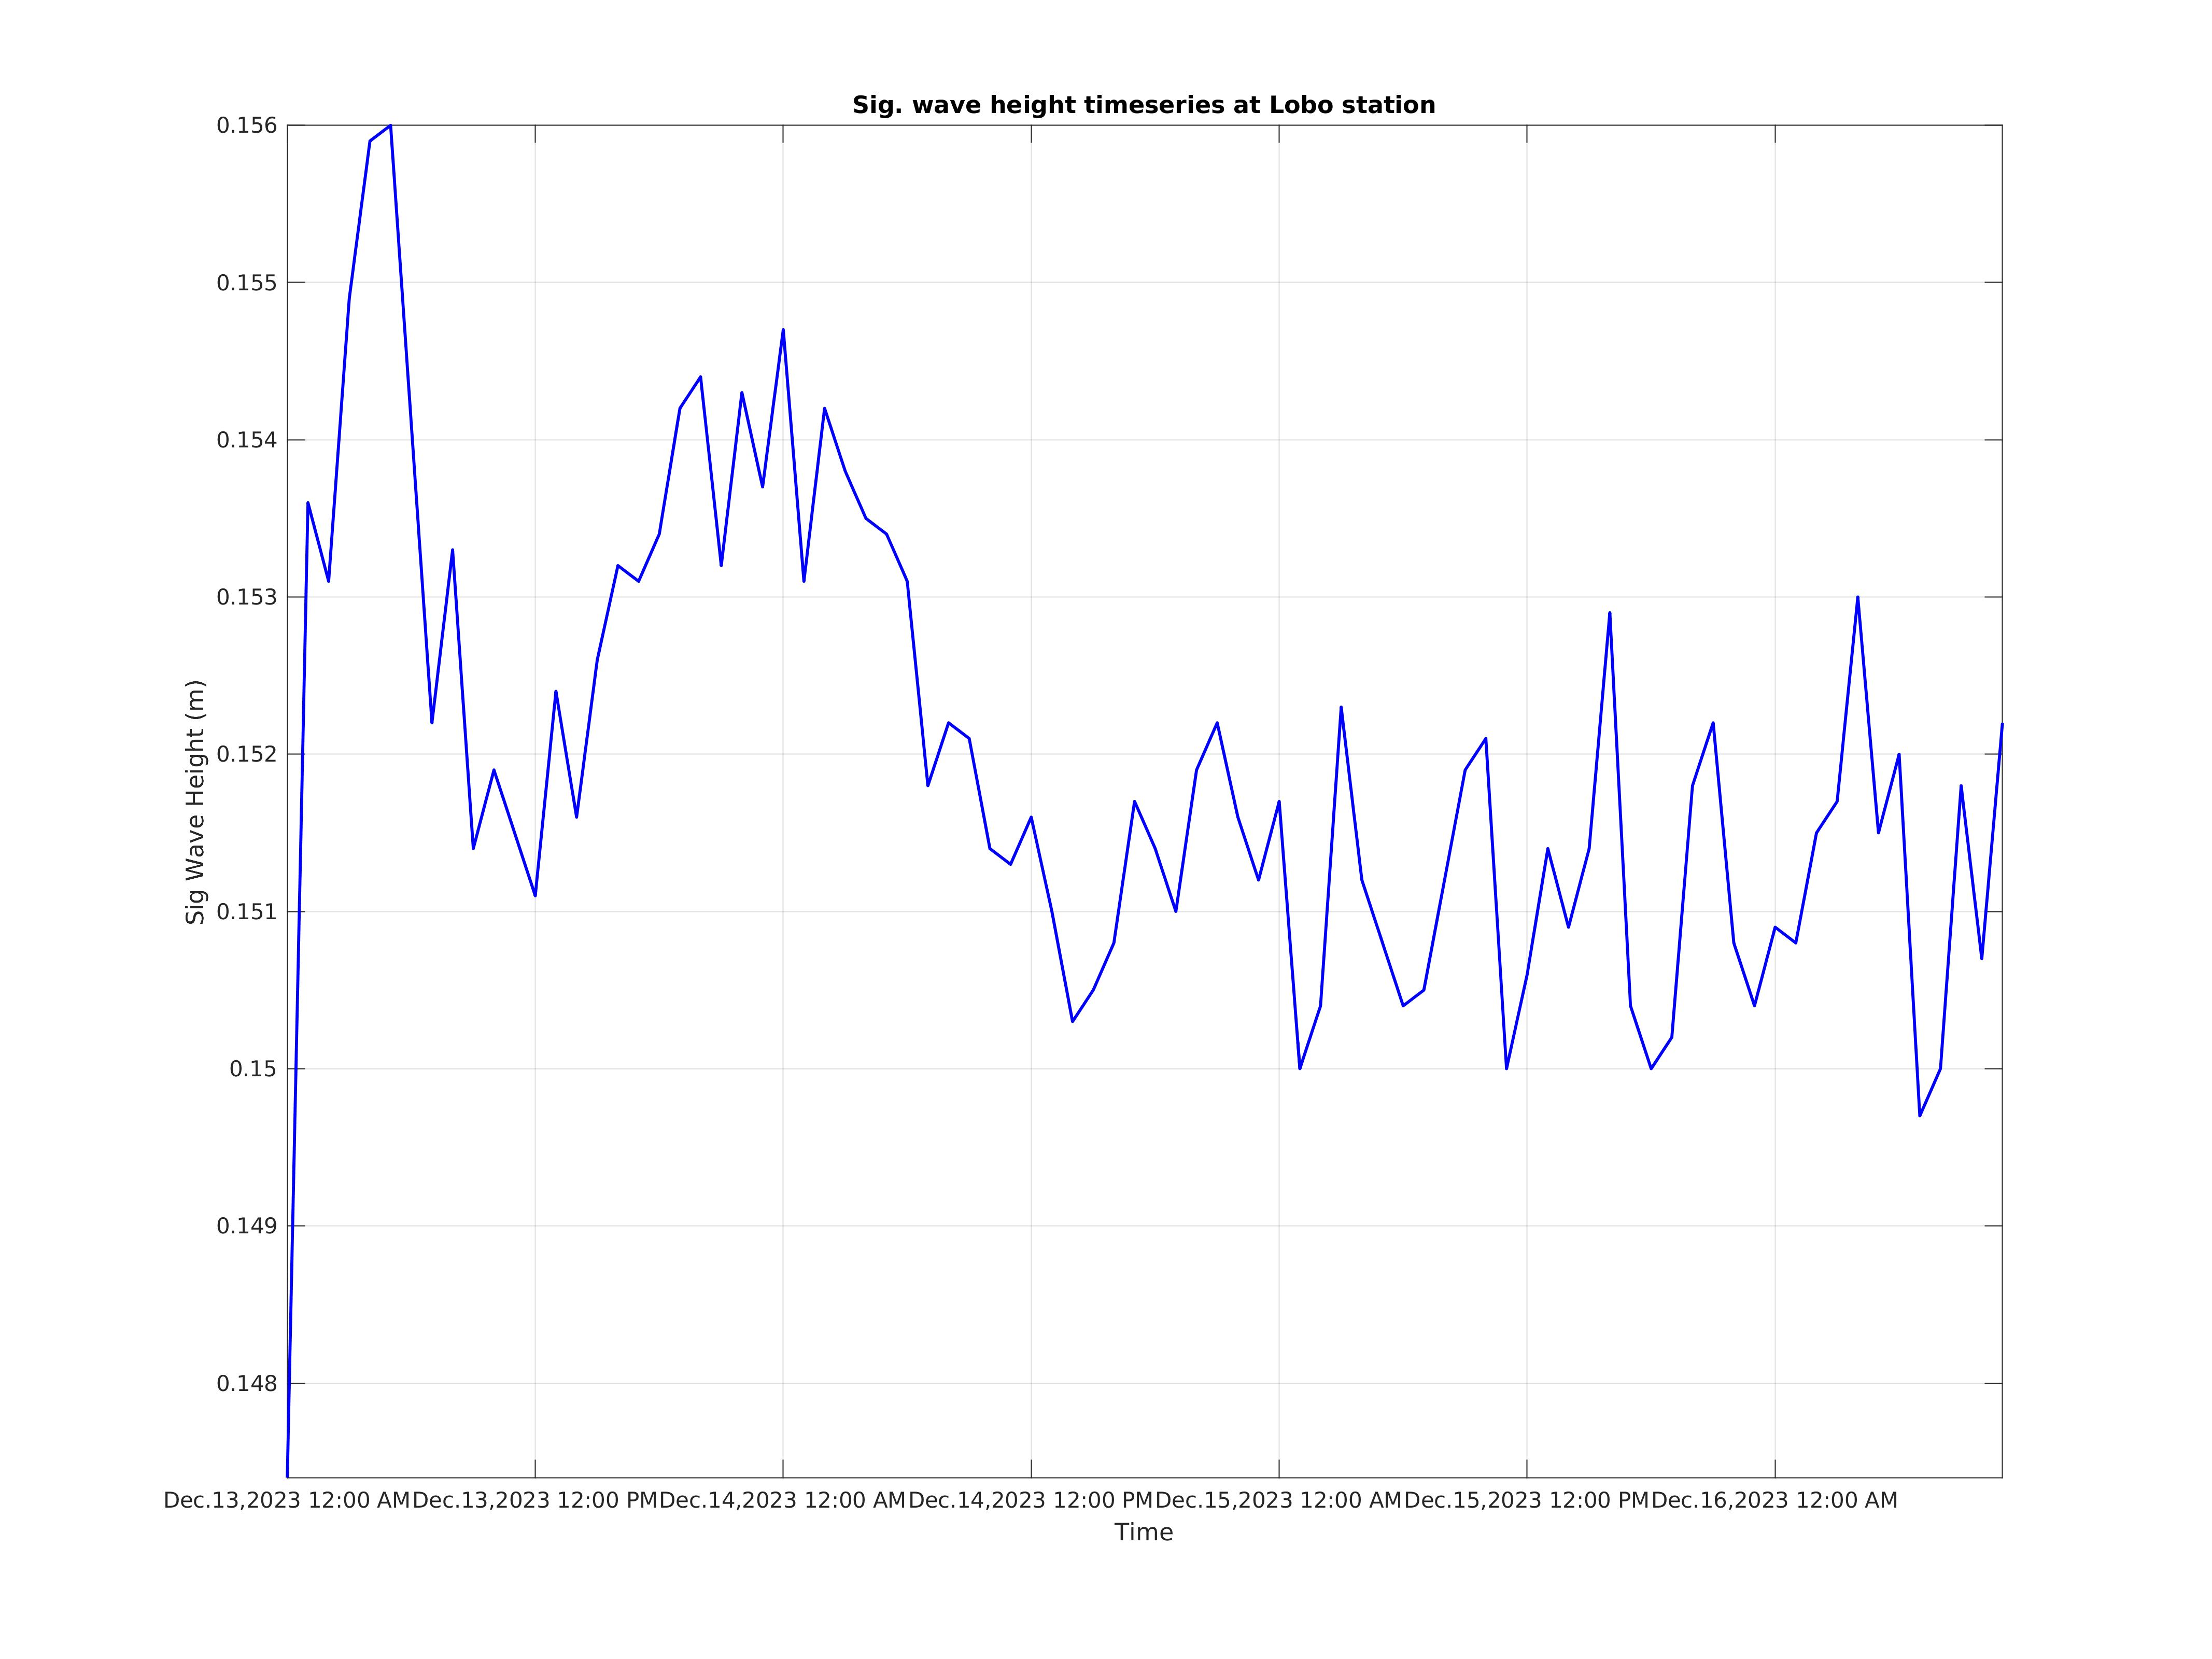 Sig. wave height timeseries at Lobo station
0.156
0.155
0.154
0.153
0.152
0.151
0.15
0.149
0.148
Sig Wave Height (m)
Dec.13,2023 12:00 AM Dec.13,2023 12:00 PM Dec.14,2023 12:00 AM Dec.14,2023 12:00 PM Dec.15,2023 12:00 AM Dec.15,2023 12:00 PM Dec.16,2023 12:00 AM
Time